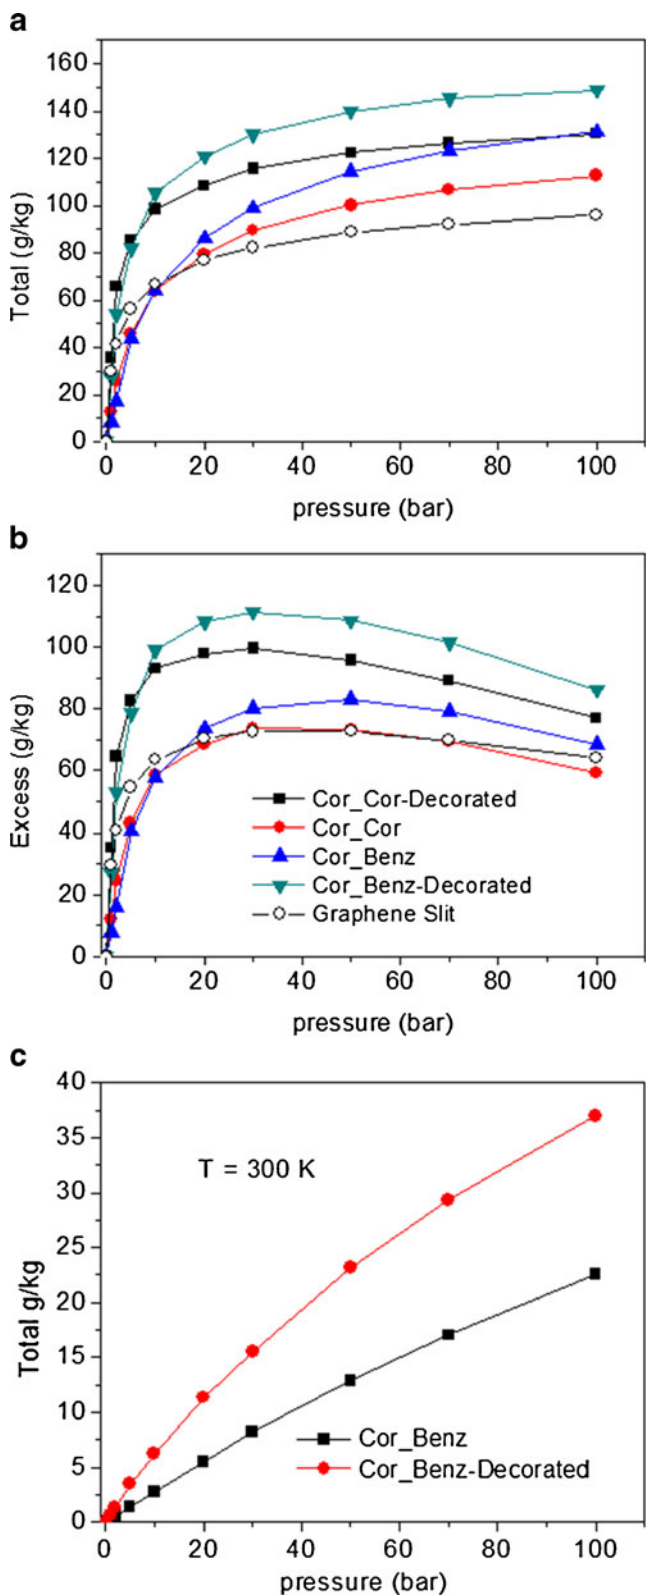 a
Total (g/kg)
160
140
120
100
80
60
40
20
0
0 20 40 60 80 100
pressure (bar)
b
Excess (g/kg)
120
100
80
60
40
20
0
Cor_Cor-Decorated
Cor_Cor
Cor_Benz
Cor_Benz-Decorated
Graphene Slit
0 20 40 60 80 100
pressure (bar)
c
Total g/kg
40
35
30
25
20
15
10
5
0
T = 300 K
Cor_Benz
Cor_Benz-Decorated
0 20 40 60 80 100
pressure (bar)